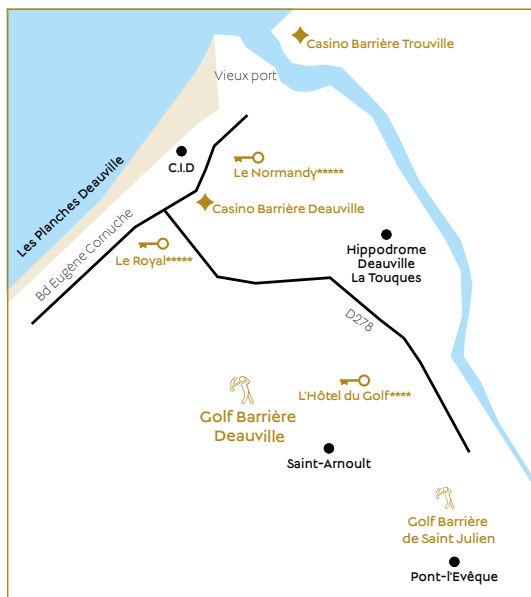 Casino Barrière Trouville
Vieux port
Les Planches Deauville
C.I.D
Le Normandy*****
Casino Barrière Deauville
Bd Eugène Cornuche
Le Royal*****
Hippodrome
Deauville
La Touques
D278
L'Hôtel du Golf****
Golf Barrière
Deauville
Saint-Arnoult
Golf Barrière
de Saint Julien
Pont-l'Evêque